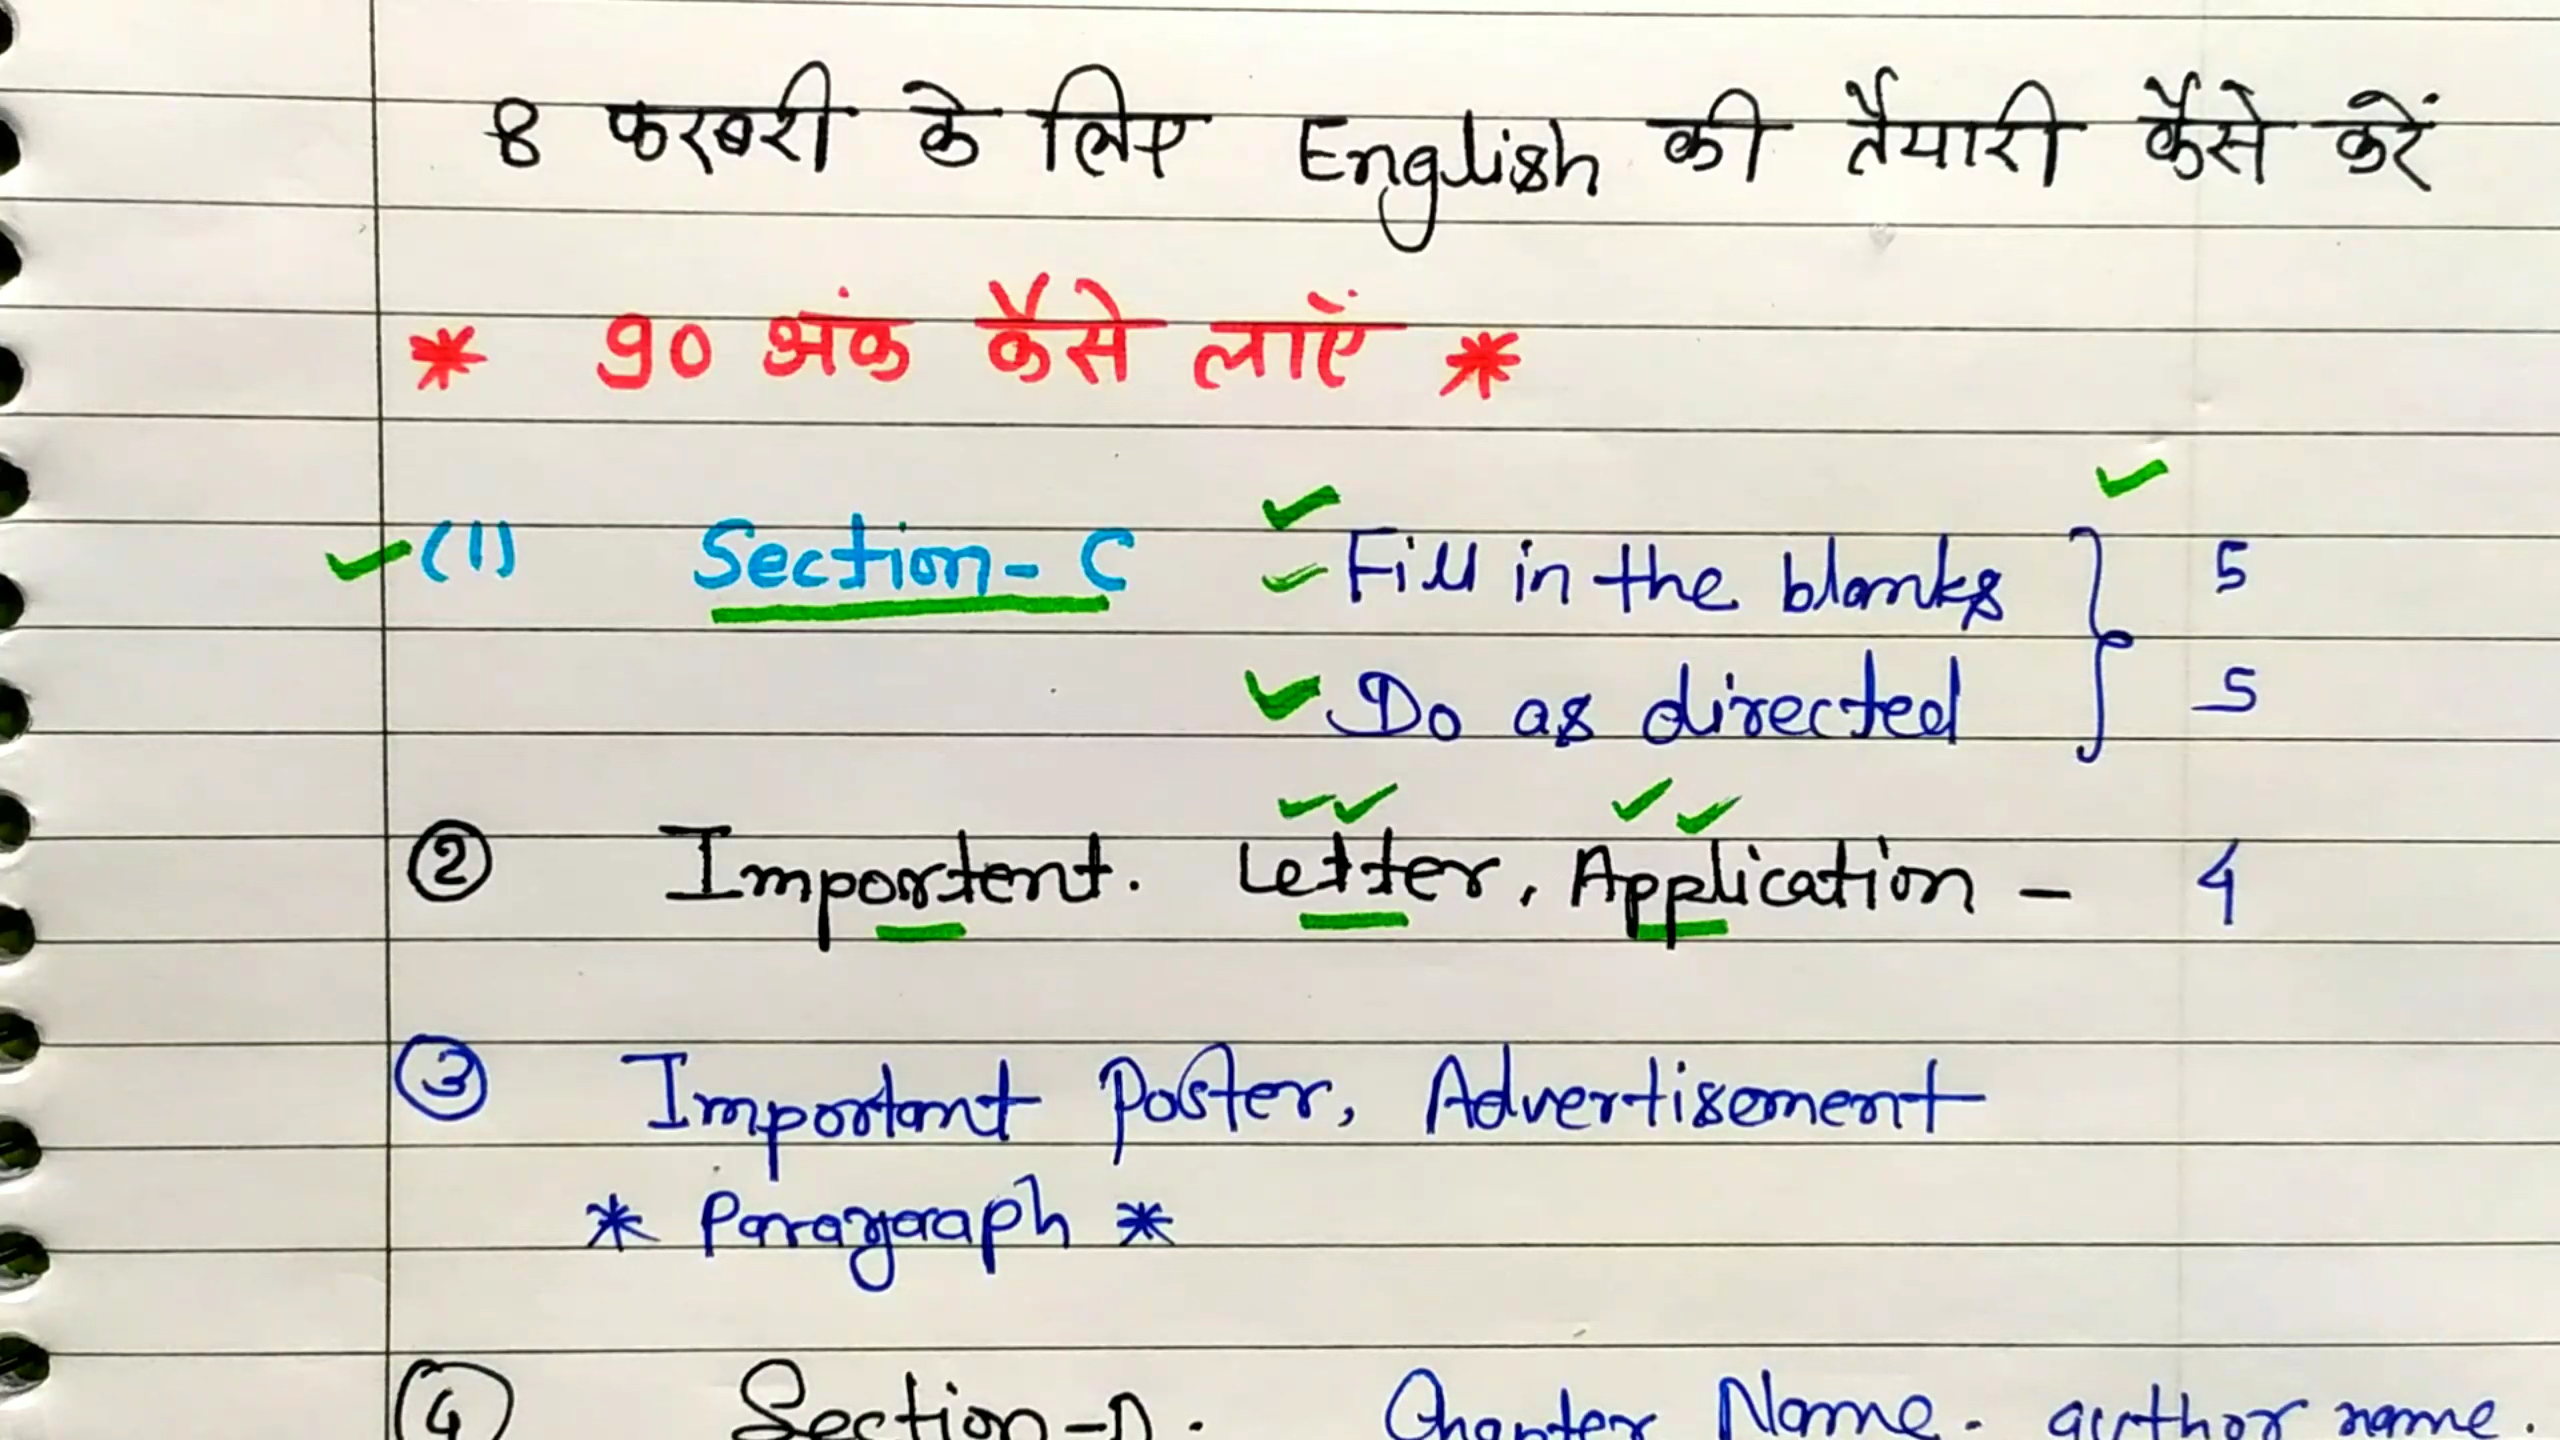 8 फरबरी के लिए English की तैयारी कैसे करें
* 90 अंक कैसे लाएं *
(1) Section- C Fill in the blanks } 5
Do as directed 5
② Importent. Letter, Application - 4
③ Important Poster, Advertisement
* Paragraph *
④ Section-D. Chapter Name. author name.